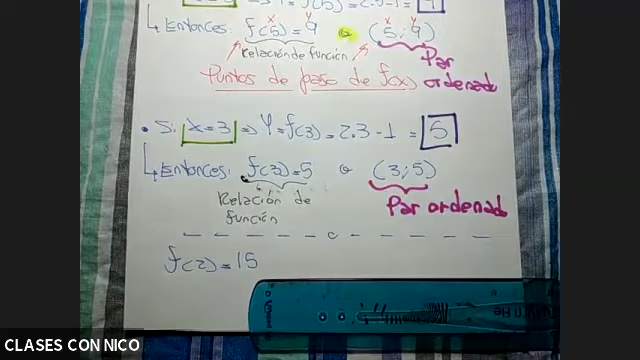 x y x y
Entonces: f(5) = 9 o (5; 9)
Relación de función
Par ordenado
Puntos de paso de f(x)
• Si x = 3 => Y = f(3) = 2.3 - 1 = 5
Entonces: f(3) = 5 o (3; 5)
Relación de función
Par ordenado
f(2) = 15
CLASES CON NICO